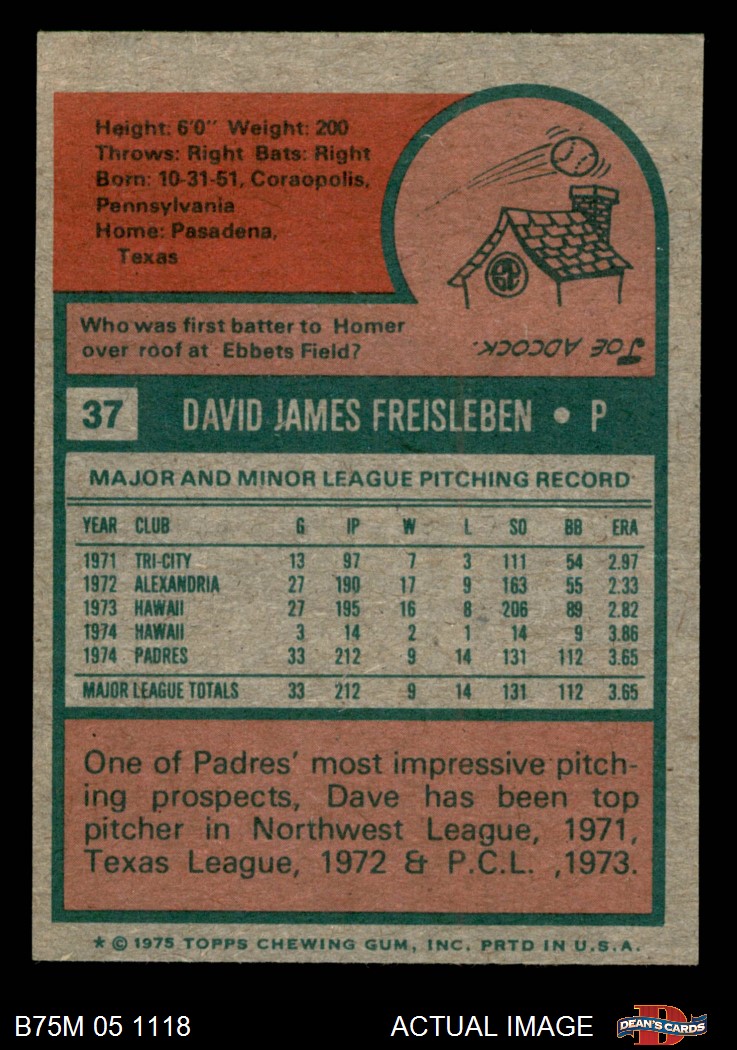 Height: 6'0" Weight: 200
Throws: Right Bats: Right
Born: 10-31-51, Coraopolis,
Pennsylvania
Home: Pasadena,
Texas
Who was first batter to Homer
over roof at Ebbets Field?
JOE ADCOCK.
37 DAVID JAMES FREISLEBEN • P
MAJOR AND MINOR LEAGUE PITCHING RECORD
YEAR CLUB G IP W L SO BB ERA
1971 TRI-CITY 13 97 7 3 111 54 2.97
1972 ALEXANDRIA 27 190 17 9 163 55 2.33
1973 HAWAII 27 195 16 8 206 89 2.82
1974 HAWAII 3 14 2 1 14 9 3.86
1974 PADRES 33 212 9 14 131 112 3.65
MAJOR LEAGUE TOTALS 33 212 9 14 131 112 3.65
One of Padres' most impressive pitch-
ing prospects, Dave has been top
pitcher in Northwest League, 1971,
Texas League, 1972 & P.C.L. ,1973.
* © 1975 TOPPS CHEWING GUM, INC. PRTD IN U.S.A.
B75M 05 1118 ACTUAL IMAGE DEAN'S CARDS